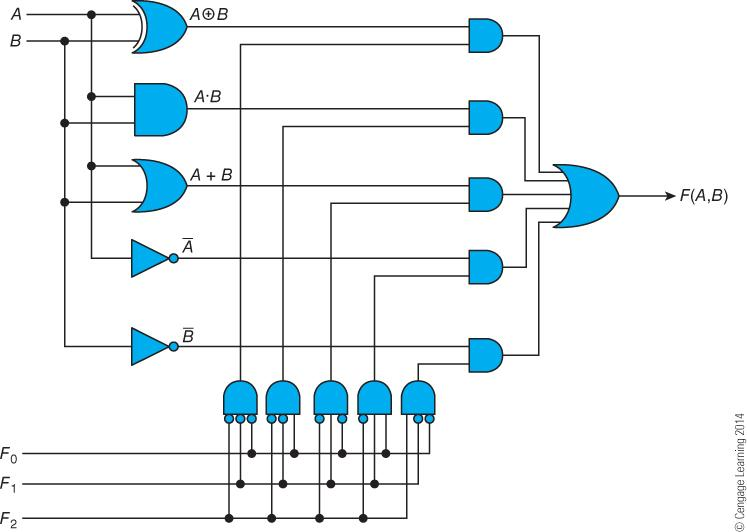 A
B
A⊕B
A·B
A + B
A̅
B̅
F(A,B)
F₀
F₁
F₂
© Cengage Learning 2014